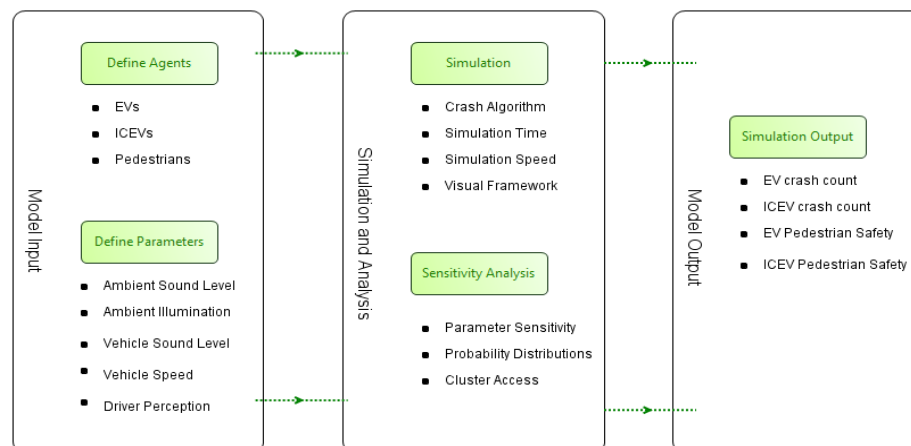 Model Input
Define Agents
EVs
ICEVs
Pedestrians
Define Parameters
Ambient Sound Level
Ambient Illumination
Vehicle Sound Level
Vehicle Speed
Driver Perception
Simulation and Analysis
Simulation
Crash Algorithm
Simulation Time
Simulation Speed
Visual Framework
Sensitivity Analysis
Parameter Sensitivity
Probability Distributions
Cluster Access
Model Output
Simulation Output
EV crash count
ICEV crash count
EV Pedestrian Safety
ICEV Pedestrian Safety